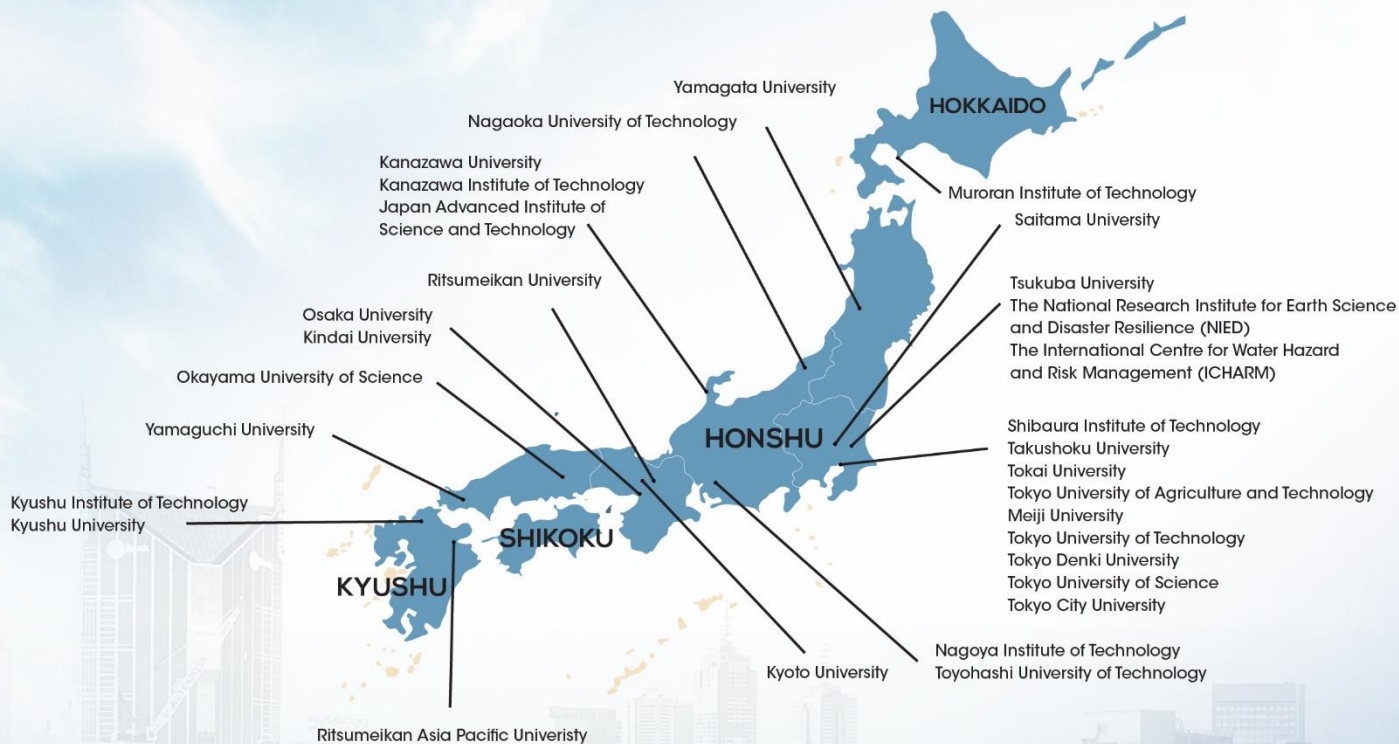 Yamagata University
HOKKAIDO
Nagaoka University of Technology
Kanazawa University
Kanazawa Institute of Technology
Japan Advanced Institute of
Science and Technology
Muroran Institute of Technology
Saitama University
Ritsumeikan University
Tsukuba University
The National Research Institute for Earth Science
and Disaster Resilience (NIED)
The International Centre for Water Hazard
and Risk Management (ICHARM)
Osaka University
Kindai University
Okayama University of Science
Yamaguchi University
HONSHU
Shibaura Institute of Technology
Takushoku University
Tokai University
Tokyo University of Agriculture and Technology
Meiji University
Tokyo University of Technology
Tokyo Denki University
Tokyo University of Science
Tokyo City University
Kyushu Institute of Technology
Kyushu University
SHIKOKU
KYUSHU
Nagoya Institute of Technology
Toyohashi University of Technology
Kyoto University
Ritsumeikan Asia Pacific Univeristy